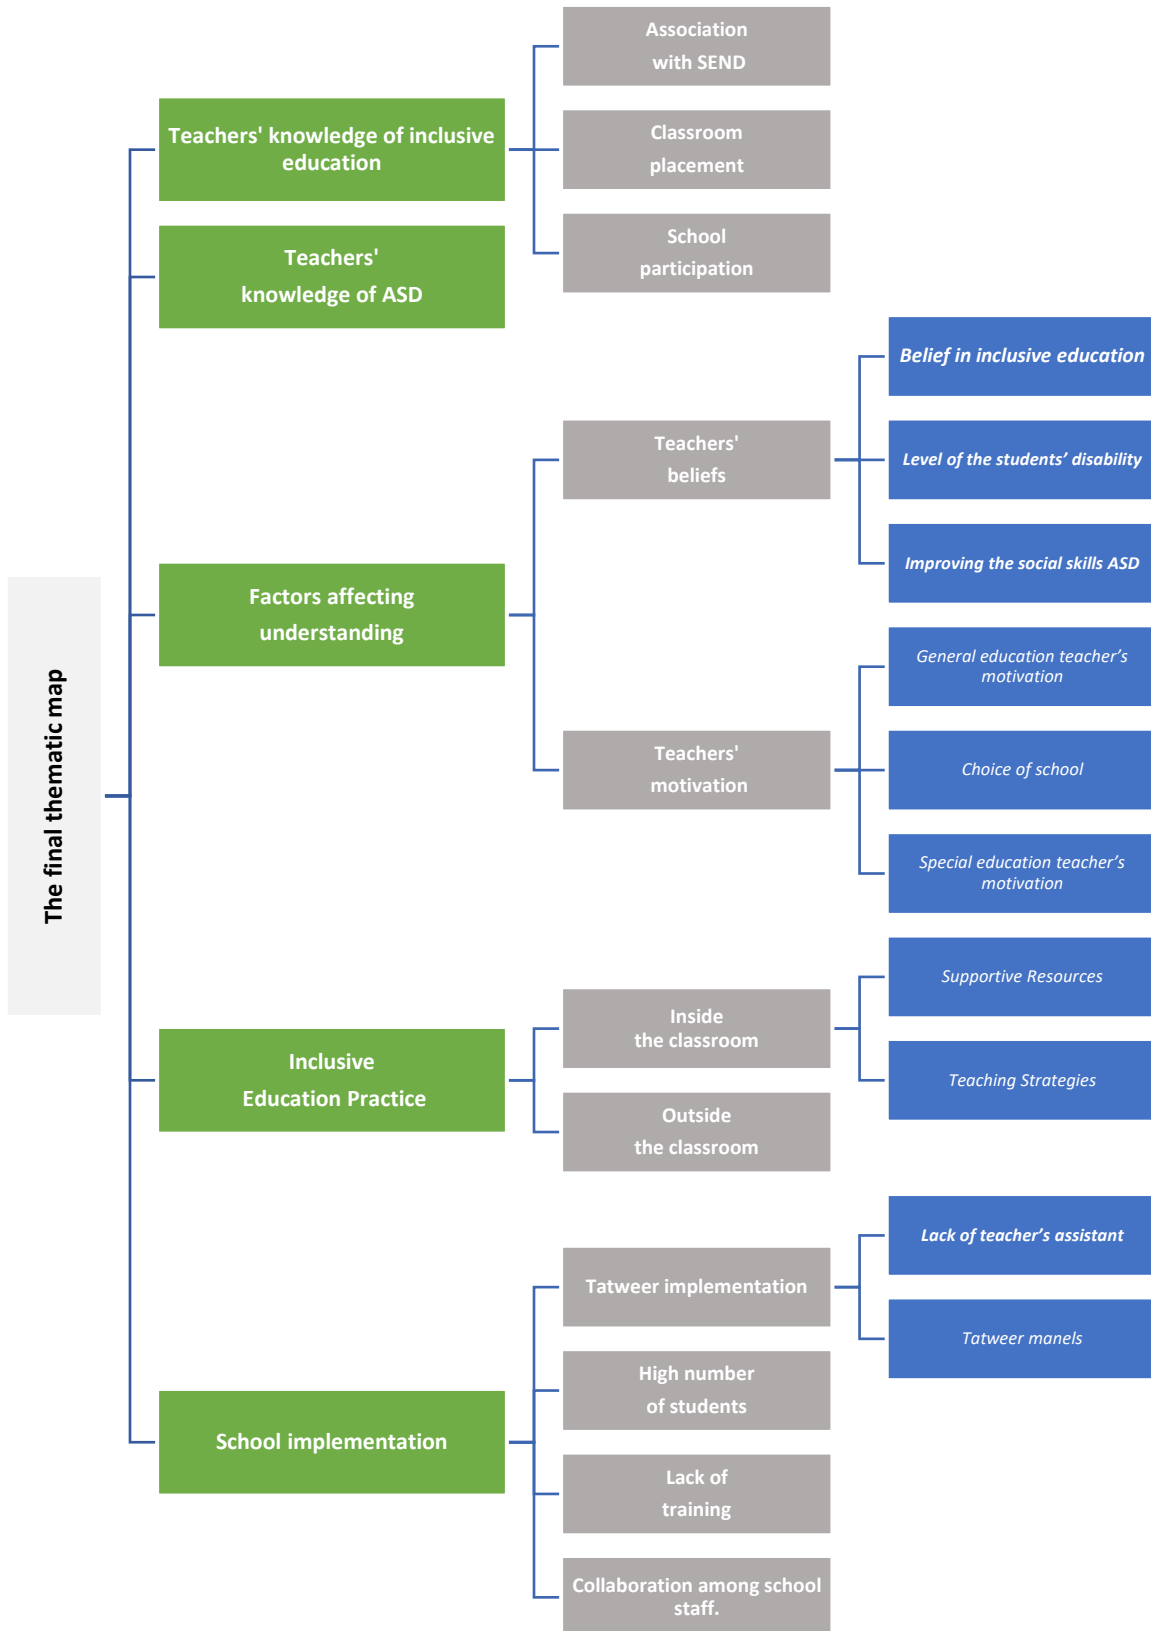 The final thematic map
Teachers' knowledge of inclusive
education
Association
with SEND
Classroom
placement
School
participation
Teachers'
knowledge of ASD
Factors affecting
understanding
Teachers'
beliefs
Belief in inclusive education
Level of the students’ disability
Improving the social skills ASD
Teachers'
motivation
General education teacher’s
motivation
Choice of school
Special education teacher’s
motivation
Inclusive
Education Practice
Inside
the classroom
Supportive Resources
Teaching Strategies
Outside
the classroom
School implementation
Tatweer implementation
Lack of teacher’s assistant
Tatweer manels
High number
of students
Lack of
training
Collaboration among school
staff.